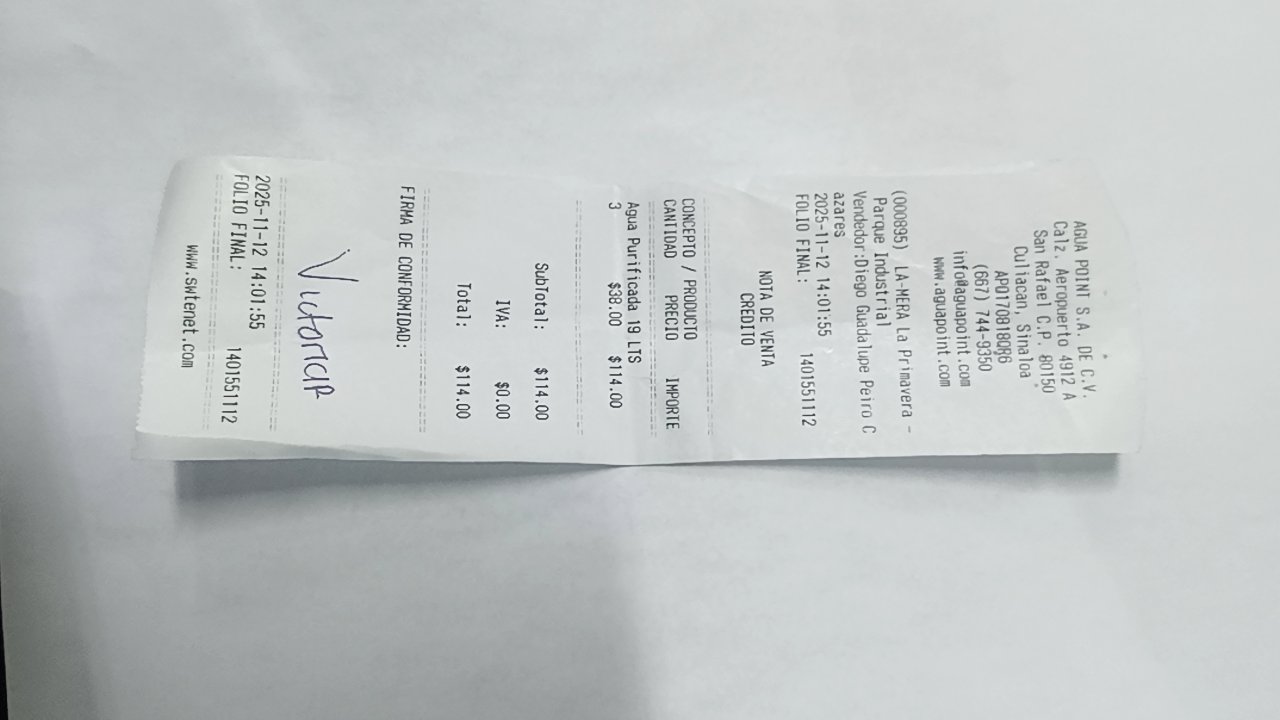 AGUA POINT S.A. DE C.V.
Calz. Aeropuerto 4912 A
San Rafael C.P. 80150
Culiacan, Sinaloa
APO170818QR6
(667) 744-9350
info@aguapoint.com
www.aguapoint.com
(000895) LA-MERA La Primavera -
Parque Industrial
Vendedor:Diego Guadalupe Peiro C
azares
2025-11-12 14:01:55
FOLIO FINAL: 1401551112
NOTA DE VENTA
CREDITO
CONCEPTO / PRODUCTO
CANTIDAD PRECIO IMPORTE
Agua Purificada 19 LTS
3 $38.00 $114.00
SubTotal: $114.00
IVA: $0.00
Total: $114.00
FIRMA DE CONFORMIDAD:
2025-11-12 14:01:55
FOLIO FINAL: 1401551112
www.swtenet.com